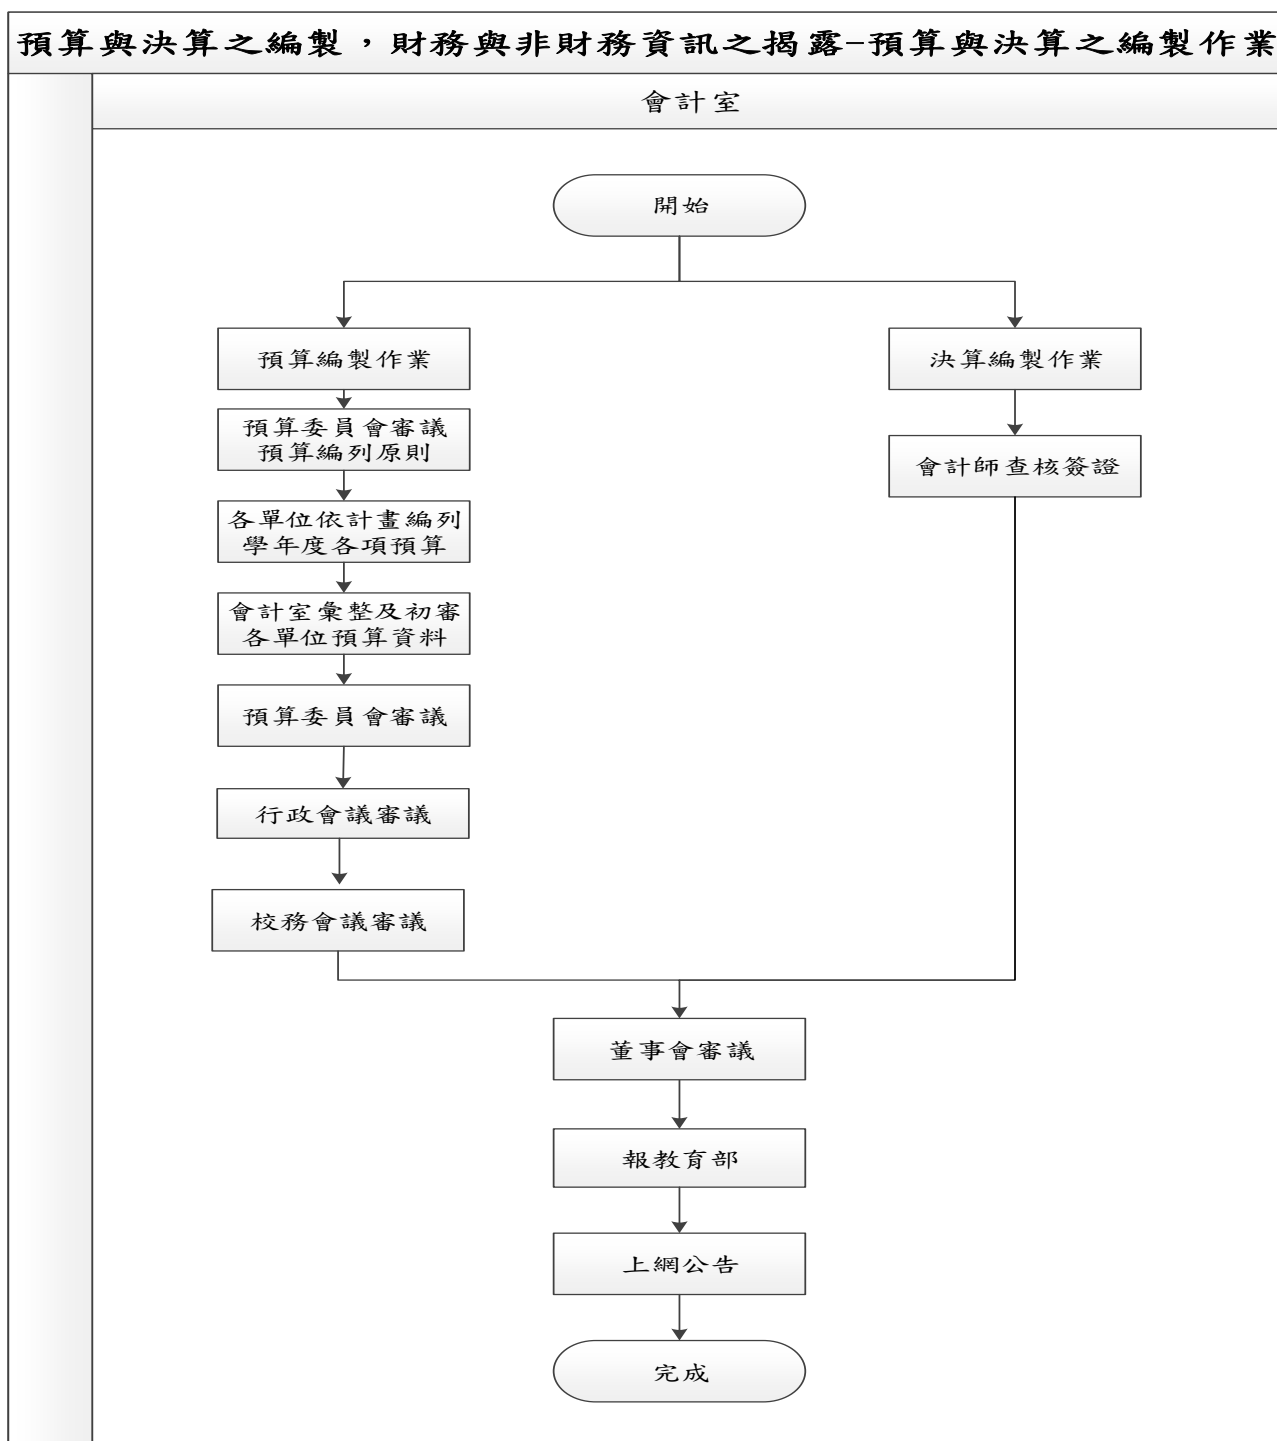 預算與決算之編製，財務與非財務資訊之揭露-預算與決算之編製作業
會計室
開始
預算編製作業
預算委員會審議
預算編列原則
各單位依計畫編列
學年度各項預算
會計室彙整及初審
各單位預算資料
預算委員會審議
行政會議審議
校務會議審議
決算編製作業
會計師查核簽證
董事會審議
報教育部
上網公告
完成